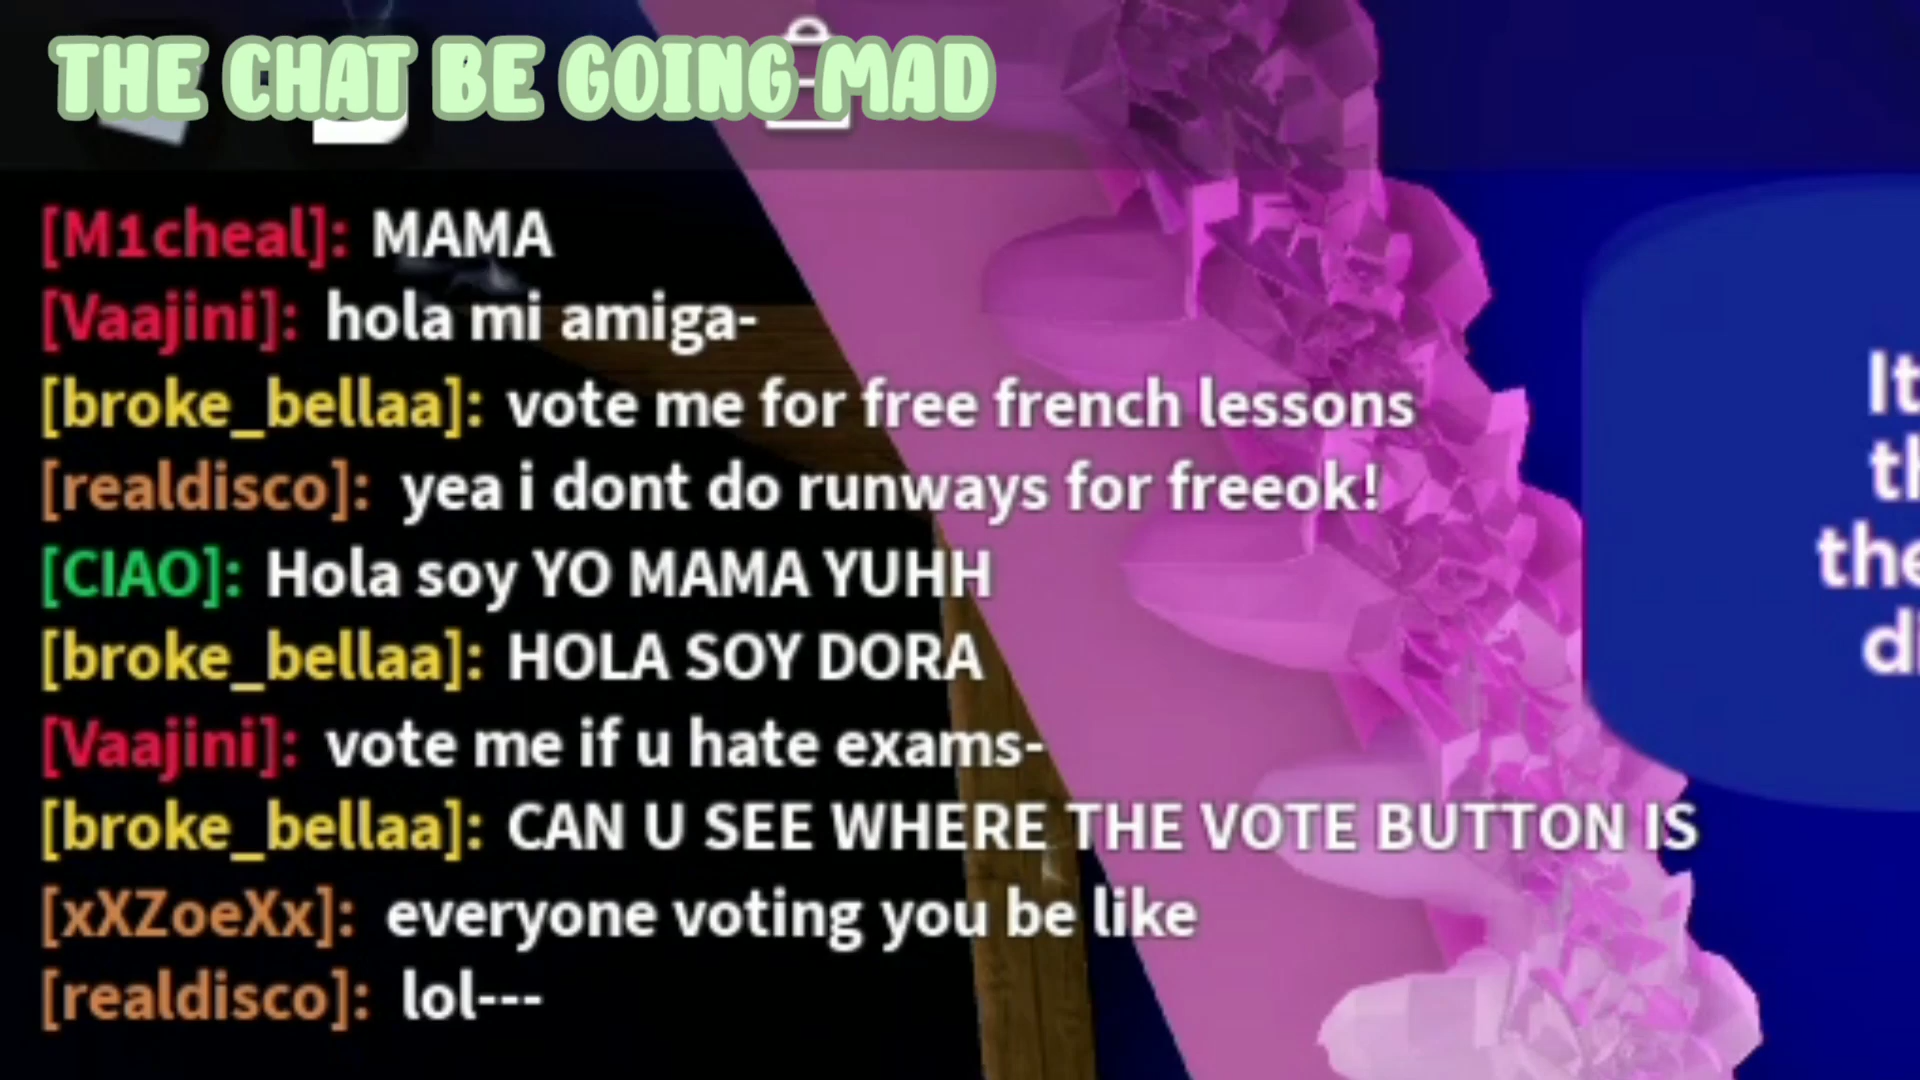 THE CHAT BE GOING MAD
[M1cheal]: MAMA
[Vaajini]: hola mi amiga-
[broke_bellaa]: vote me for free french lessons
[realdisco]: yea i dont do runways for freeok!
[CIAO]: Hola soy YO MAMA YUHH
[broke_bellaa]: HOLA SOY DORA
[Vaajini]: vote me if u hate exams-
[broke_bellaa]: CAN U SEE WHERE THE VOTE BUTTON IS
[xXZoeXx]: everyone voting you be like
[realdisco]: lol---